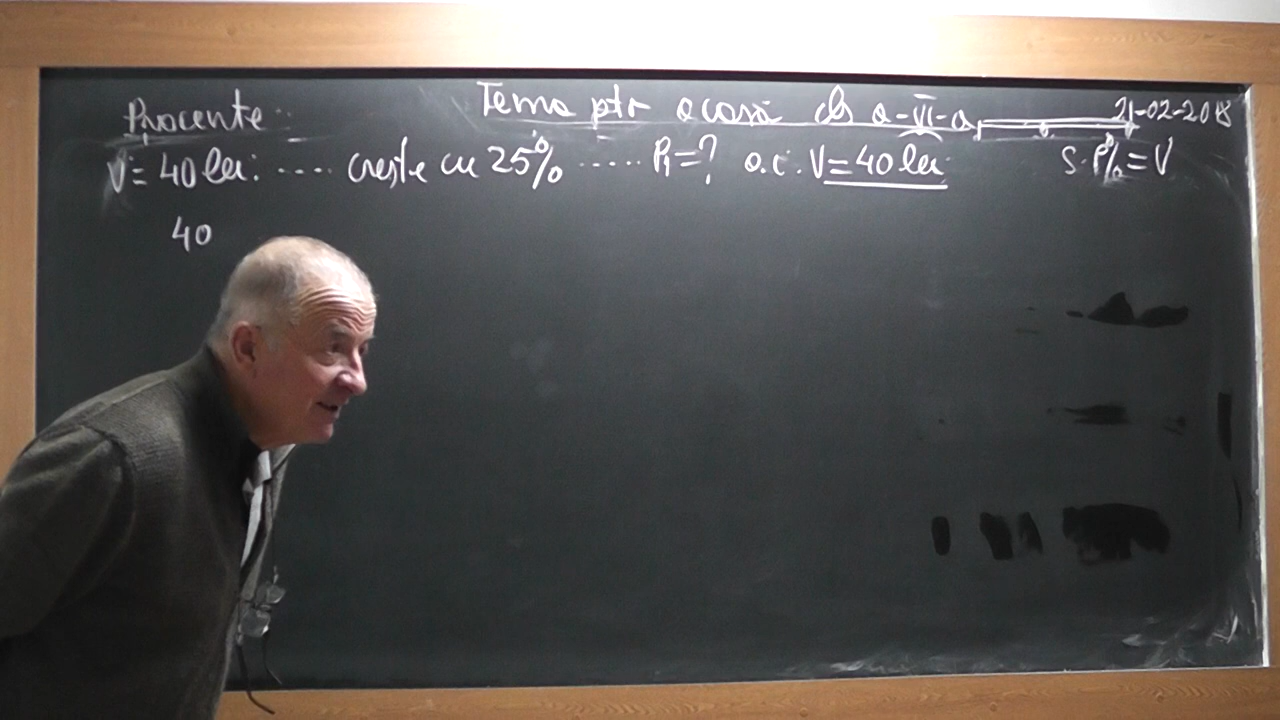 Procente Tema ptr acasă cls a-VI-a 21-02-2018
V = 40 lei: .... crește cu 25% ..... P₁=? a.î. V=40 lei S·P%=V
40